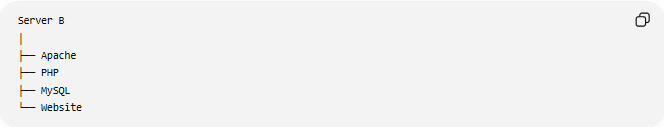 Server B
│
├── Apache
├── PHP
├── MySQL
└── Website